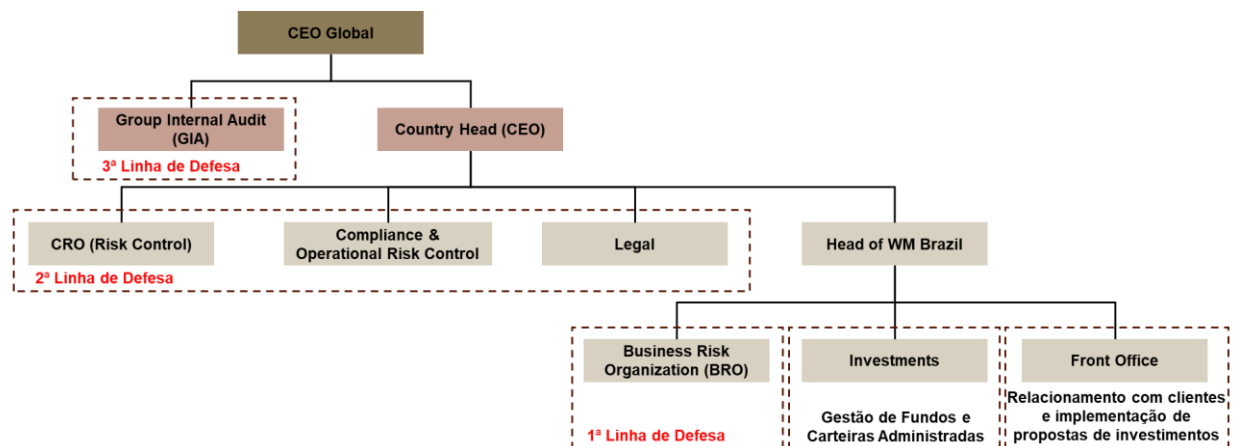 CEO Global
Group Internal Audit
(GIA)
Country Head (CEO)
3ª Linha de Defesa
CRO (Risk Control)
Compliance &
Operational Risk Control
Legal
Head of WM Brazil
2ª Linha de Defesa
Business Risk
Organization (BRO)
Investments
Front Office
1ª Linha de Defesa
Gestão de Fundos e
Carteiras Administradas
Relacionamento com clientes
e implementação de
propostas de investimentos